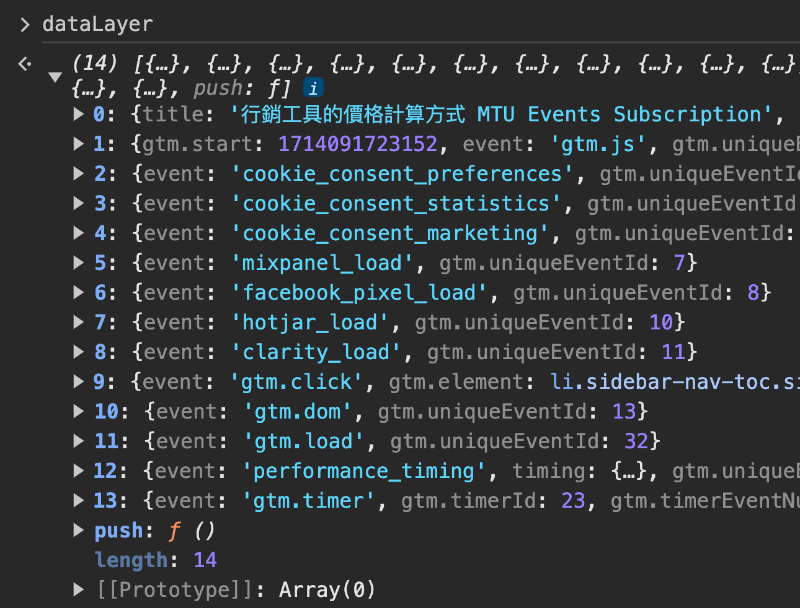 > dataLayer
(14) [{…}, {…}, {…}, {…}, {…}, {…}, {…}, {…}, {…}, {…}, {…}, {…},
{…}, {…}, push: ƒ] i
0: {title: '行銷工具的價格計算方式 MTU Events Subscription',
1: {gtm.start: 1714091723152, event: 'gtm.js', gtm.uniqueE
2: {event: 'cookie_consent_preferences', gtm.uniqueEventId
3: {event: 'cookie_consent_statistics', gtm.uniqueEventId
4: {event: 'cookie_consent_marketing', gtm.uniqueEventId:
5: {event: 'mixpanel_load', gtm.uniqueEventId: 7}
6: {event: 'facebook_pixel_load', gtm.uniqueEventId: 8}
7: {event: 'hotjar_load', gtm.uniqueEventId: 10}
8: {event: 'clarity_load', gtm.uniqueEventId: 11}
9: {event: 'gtm.click', gtm.element: li.sidebar-nav-toc.si
10: {event: 'gtm.dom', gtm.uniqueEventId: 13}
11: {event: 'gtm.load', gtm.uniqueEventId: 32}
12: {event: 'performance_timing', timing: {…}, gtm.uniqueE
13: {event: 'gtm.timer', gtm.timerId: 23, gtm.timerEventNu
push: ƒ ()
length: 14
[[Prototype]]: Array(0)